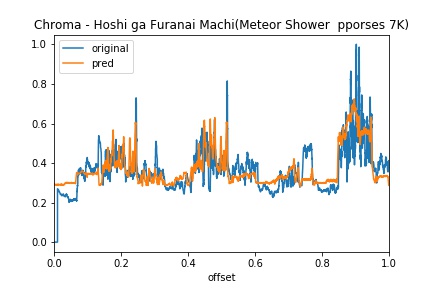 Chroma - Hoshi ga Furanai Machi(Meteor Shower  pporses 7K)
original
pred
1.0
0.8
0.6
0.4
0.2
0.0
0.0 0.2 0.4 0.6 0.8 1.0
offset